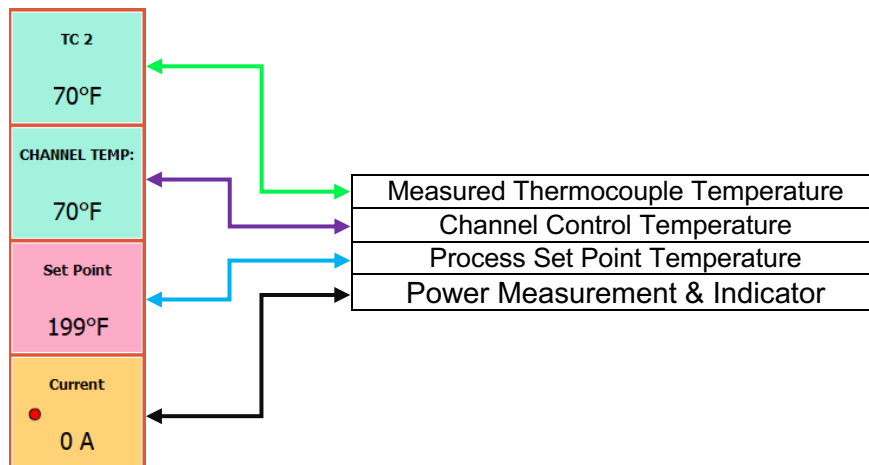 TC 2
70°F
CHANNEL TEMP:
70°F
Set Point
199°F
Current
0 A
Measured Thermocouple Temperature
Channel Control Temperature
Process Set Point Temperature
Power Measurement & Indicator